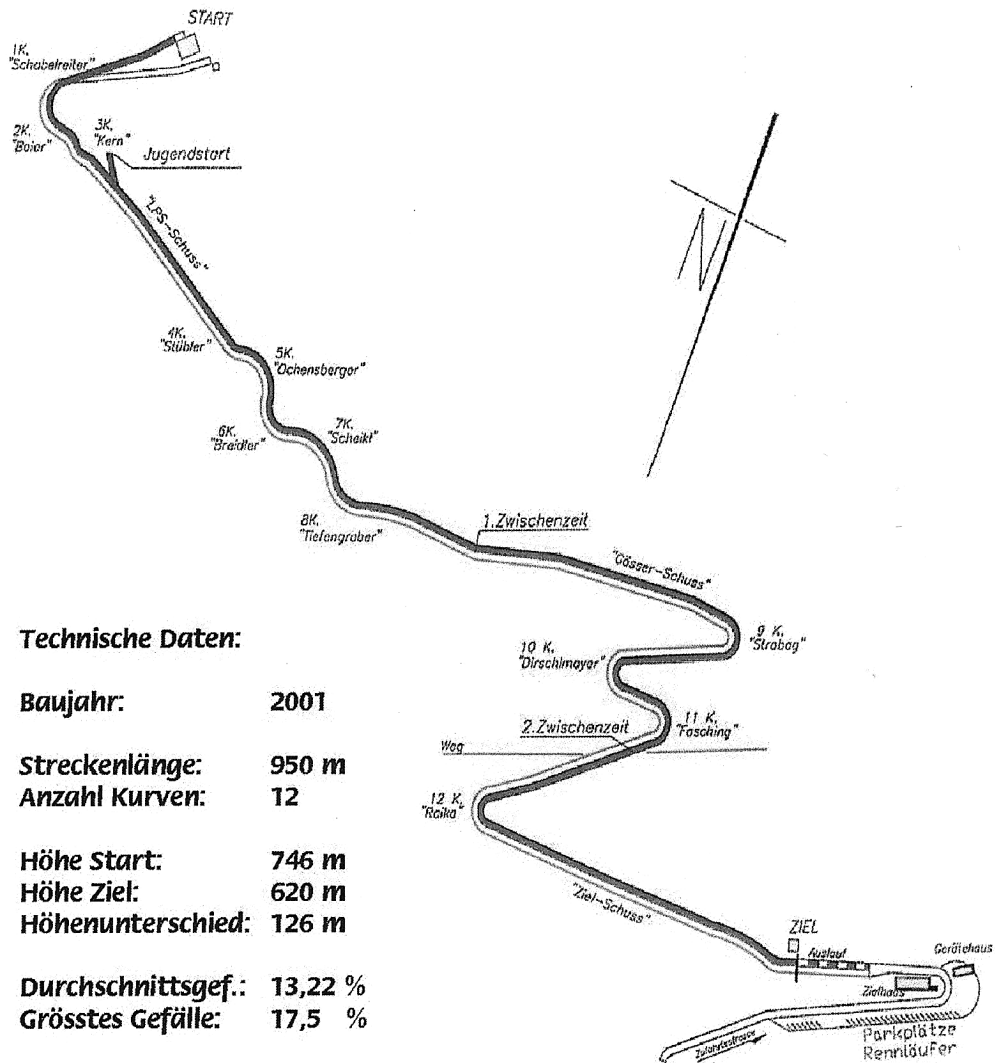 START
1K.
"Schabelreiter"
2K.
"Baier"
3K.
"Kern"
Jugendstart
"LPS-Schuss"
4K.
"Stübler"
5K.
"Ochensberger"
6K.
"Breidler"
7K.
"Scheikl"
8K.
"Tiefengraber"
1.Zwischenzeit
"Gösser-Schuss"
9 K.
"Strabag"
10 K.
"Dirschlmayer"
11 K.
"Fasching"
2.Zwischenzeit
Weg
12 K.
"Raika"
"Ziel-Schuss"
ZIEL
Auslauf
Gerätehaus
Zielhaus
Parkplätze
Rennläufer
Zufahrtsstrasse
N
Technische Daten:
Baujahr: 2001
Streckenlänge: 950 m
Anzahl Kurven: 12
Höhe Start: 746 m
Höhe Ziel: 620 m
Höhenunterschied: 126 m
Durchschnittsgef.: 13,22 %
Grösstes Gefälle: 17,5 %